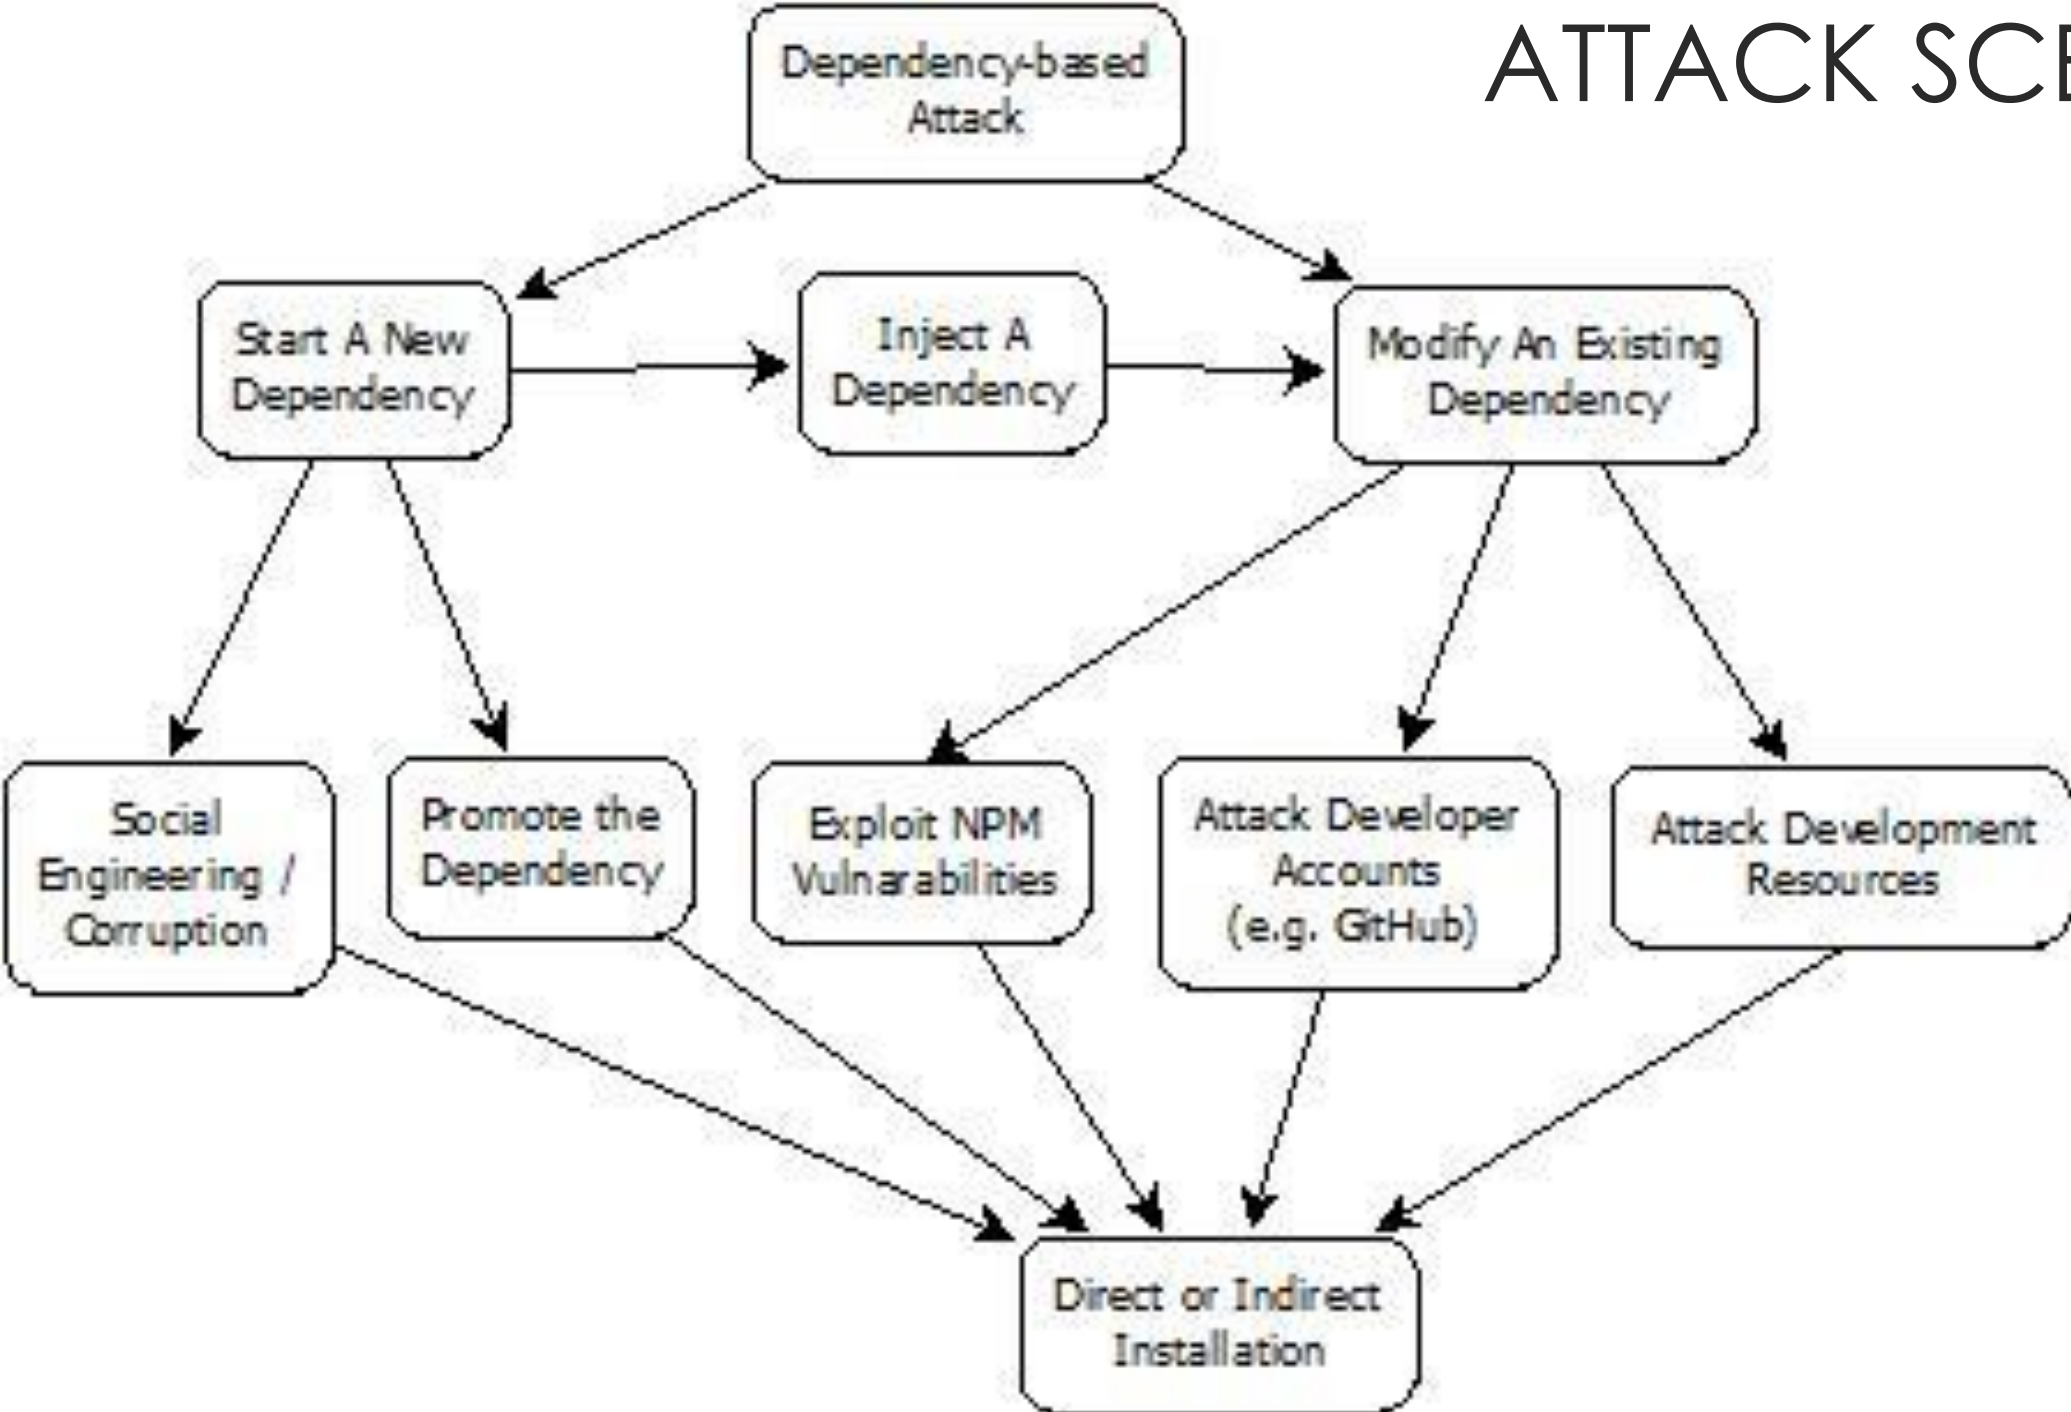 ATTACK SCE
Dependency-based
Attack
Start A New
Dependency
Inject A
Dependency
Modify An Existing
Dependency
Social
Engineering /
Corruption
Promote the
Dependency
Exploit NPM
Vulnarabilities
Attack Developer
Accounts
(e.g. GitHub)
Attack Development
Resources
Direct or Indirect
Installation